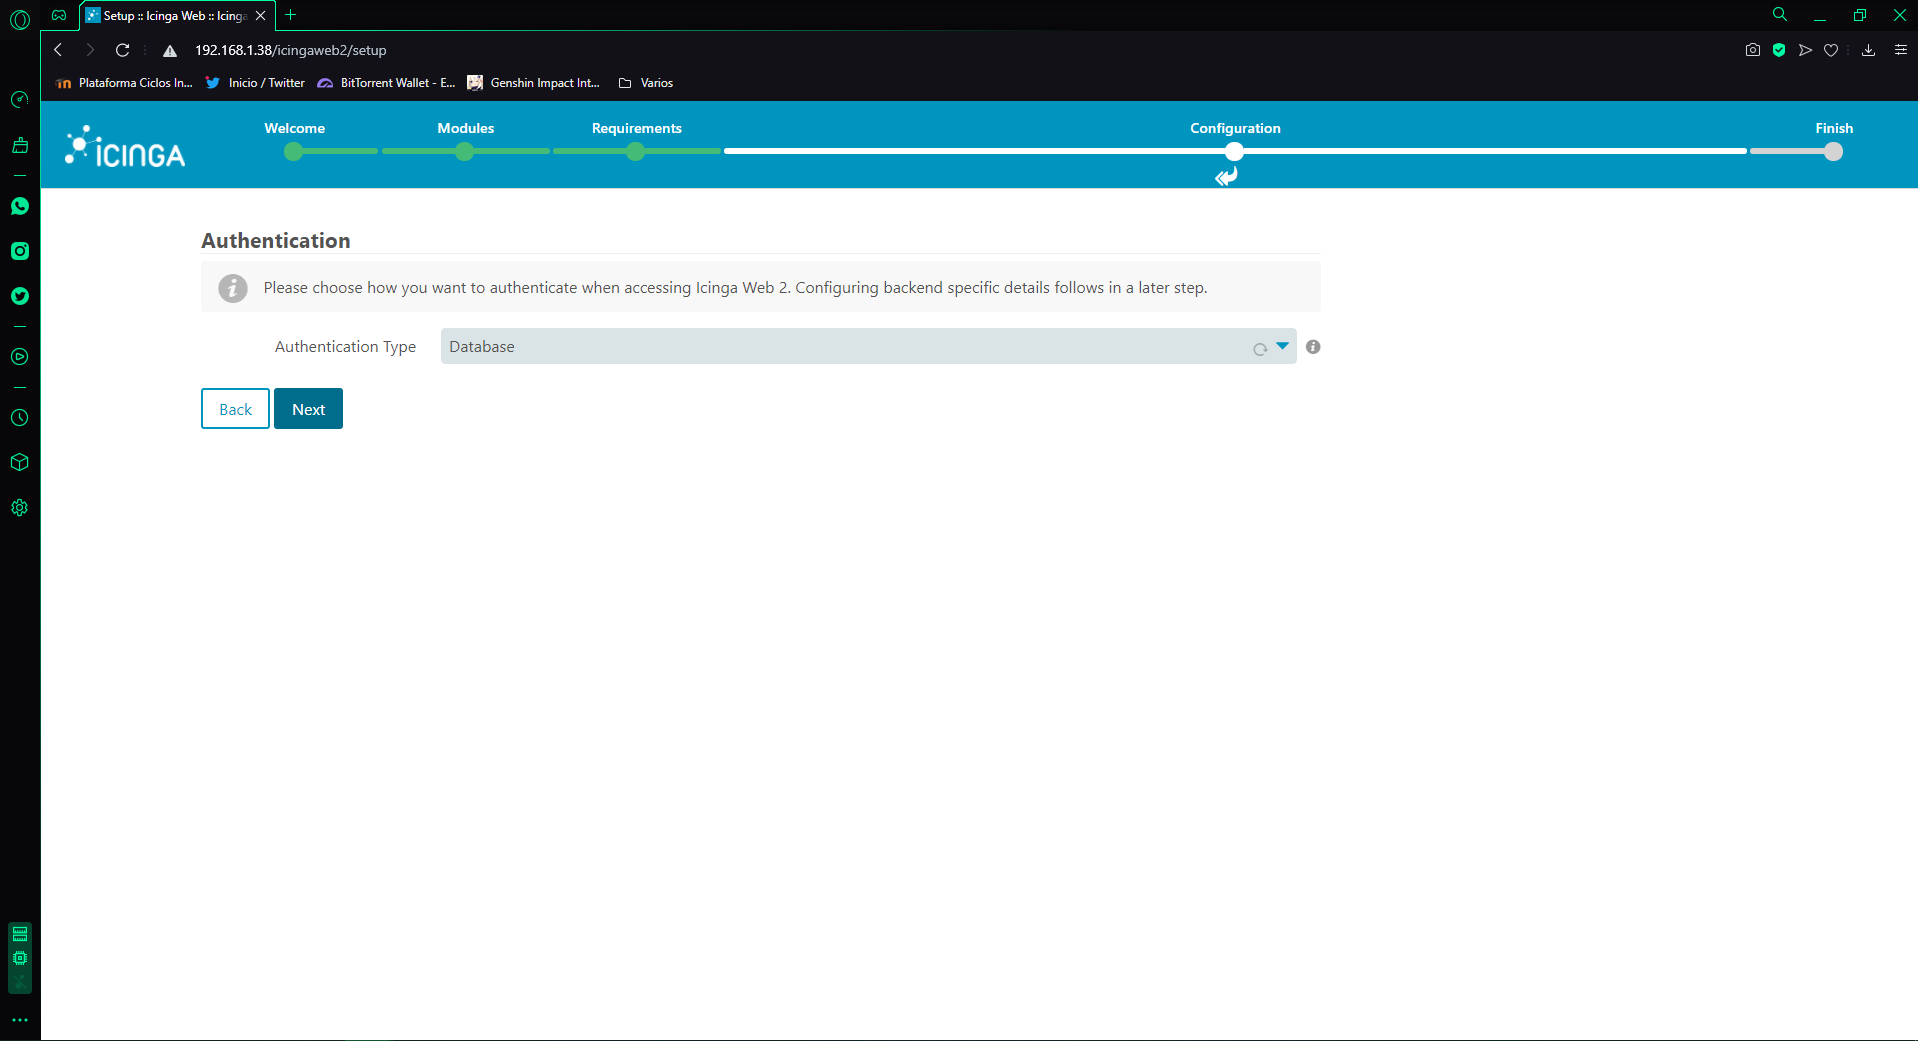 Setup :: Icinga Web :: Icinga
192.168.1.38/icingaweb2/setup
Plataforma Ciclos In...
Inicio / Twitter
BitTorrent Wallet - E...
Genshin Impact Int...
Varios
ICINGA
Welcome
Modules
Requirements
Configuration
Finish
Authentication
Please choose how you want to authenticate when accessing Icinga Web 2. Configuring backend specific details follows in a later step.
Authentication Type
Database
Back
Next